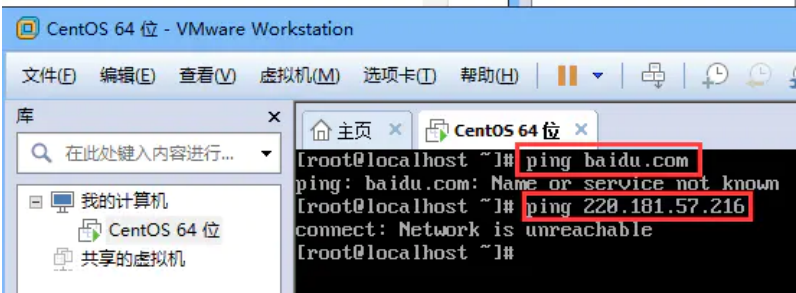 CentOS 64 位 - VMware Workstation
文件(F) 编辑(E) 查看(V) 虚拟机(M) 选项卡(T) 帮助(H)
库
在此处键入内容进行...
我的计算机
CentOS 64 位
共享的虚拟机
主页 CentOS 64 位
[root@localhost ~]# ping baidu.com
ping: baidu.com: Name or service not known
[root@localhost ~]# ping 220.181.57.216
connect: Network is unreachable
[root@localhost ~]#